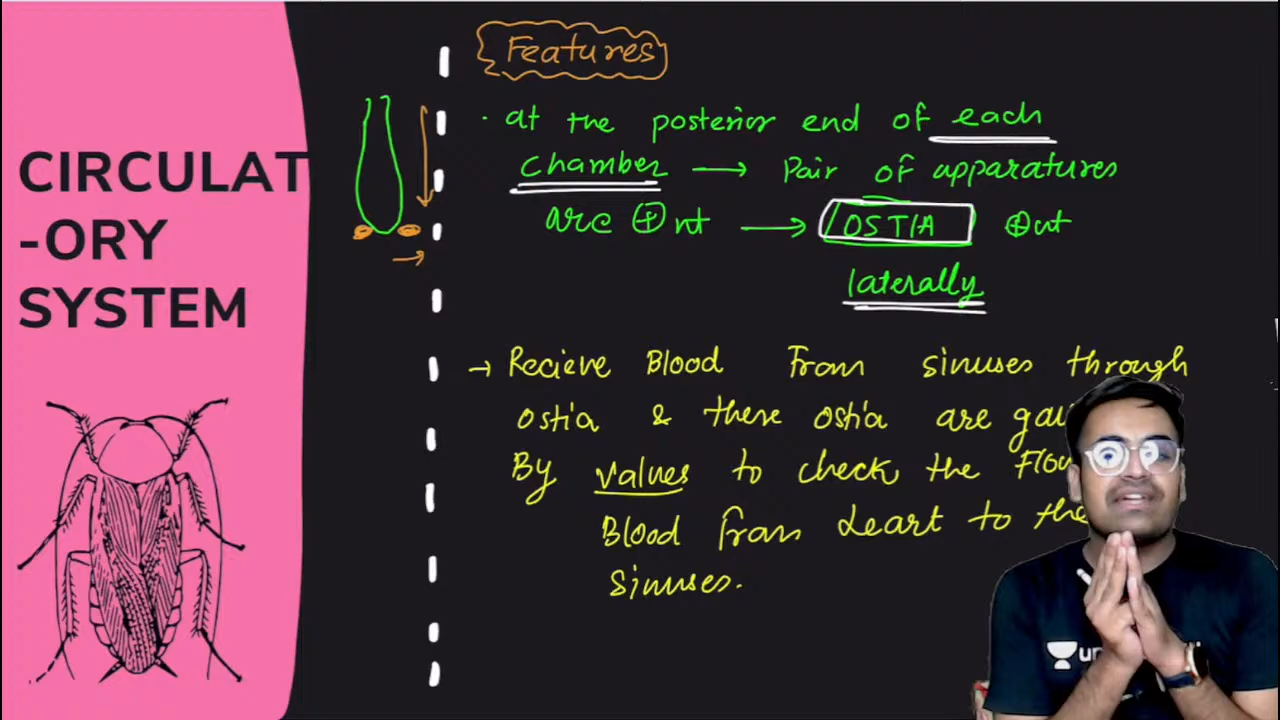 CIRCULAT
-ORY
SYSTEM
Features
· at the posterior end of each
chamber → Pair of apparatures
are ⊕nt → OSTIA ⊕nt
laterally
→ Recieve Blood From sinuses through
ostia & these ostia are
By values to check the
Blood from heart to the
sinuses.
un